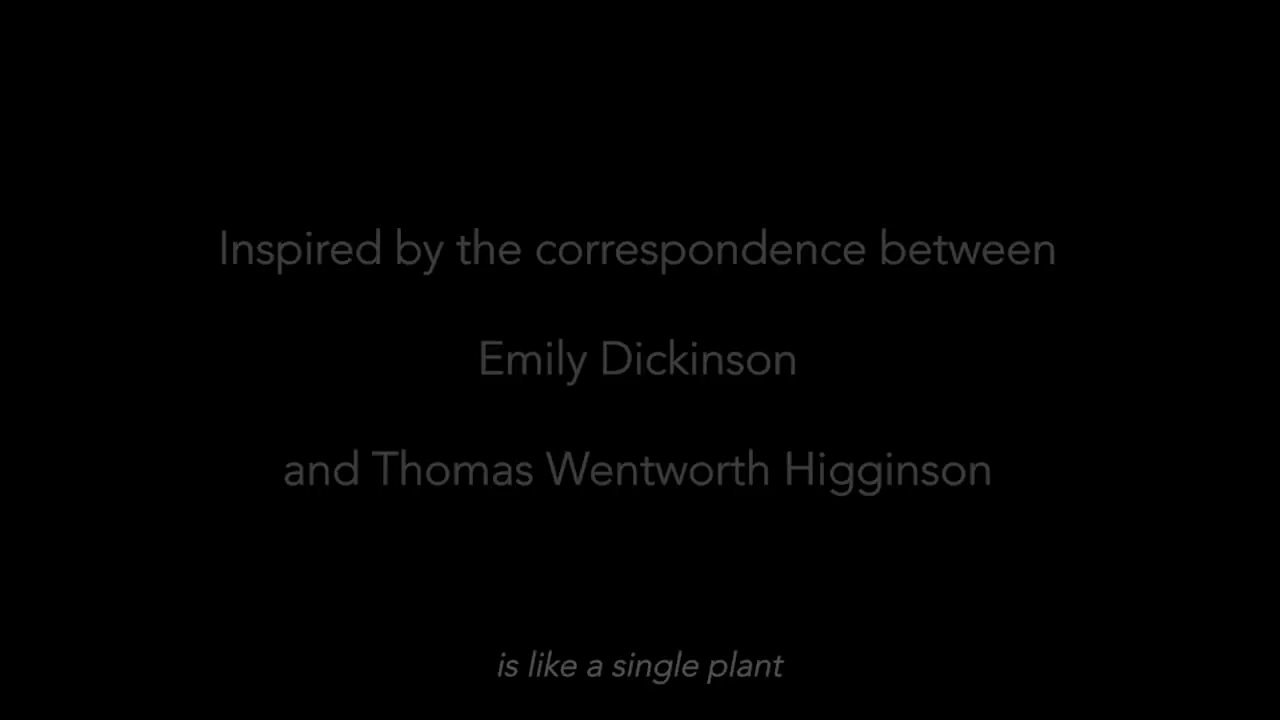 Inspired by the correspondence between
Emily Dickinson
and Thomas Wentworth Higginson
is like a single plant